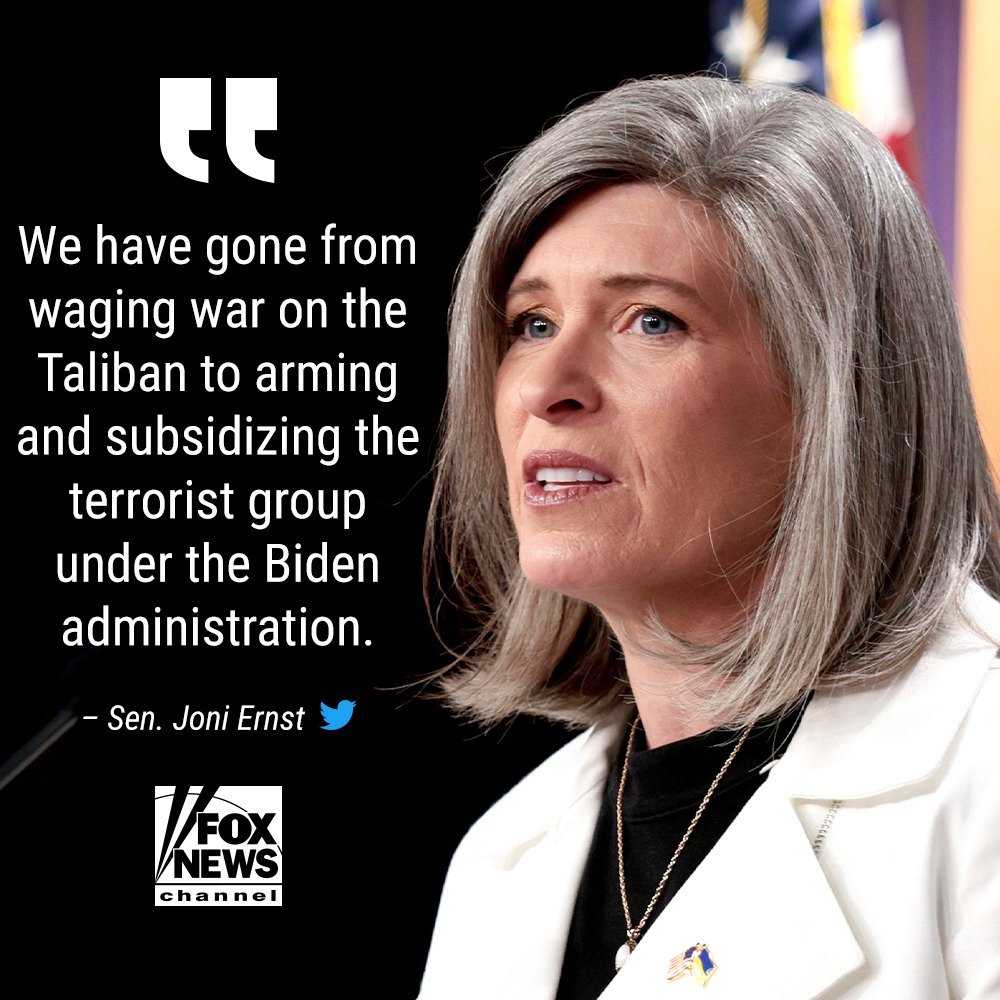 We have gone from
waging war on the
Taliban to arming
and subsidizing the
terrorist group
under the Biden
administration.
– Sen. Joni Ernst
FOX
NEWS
channel